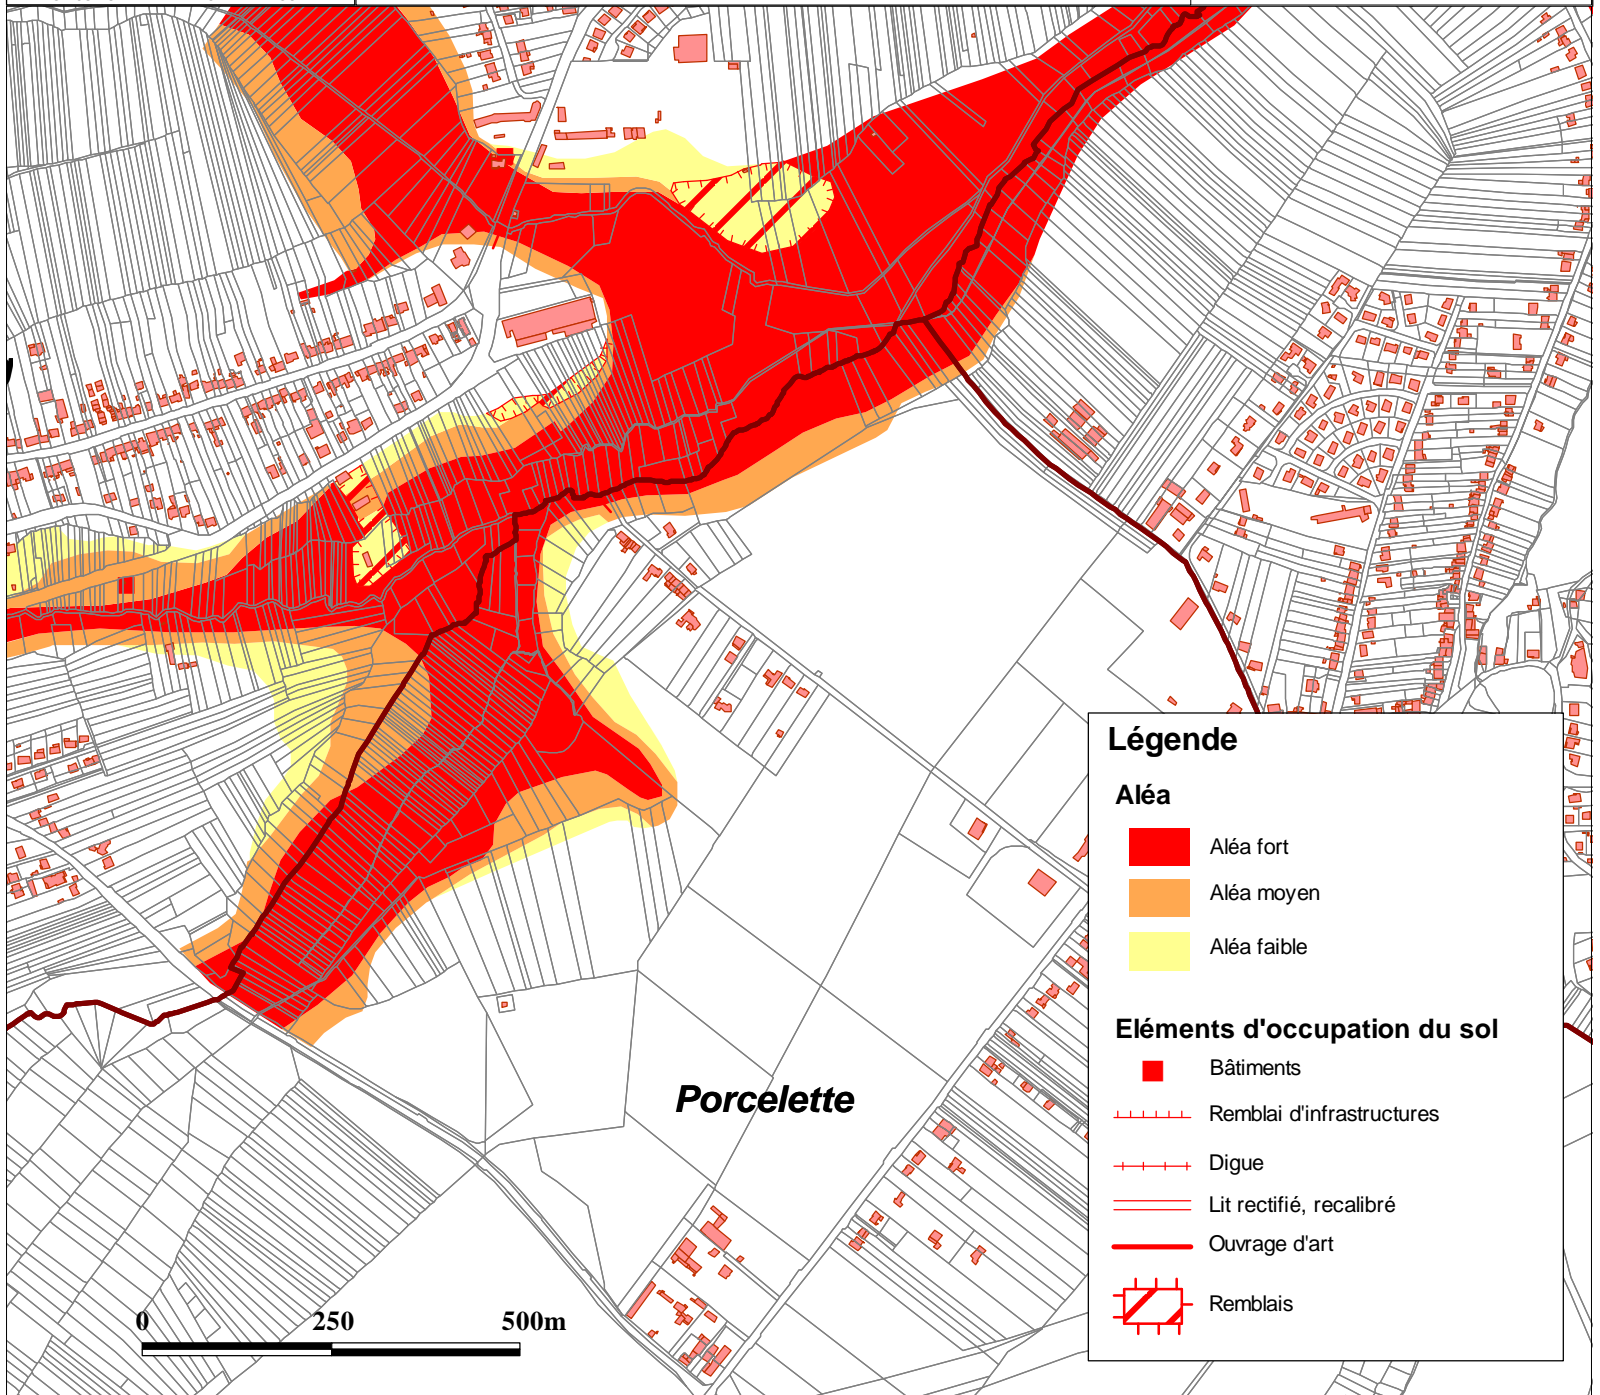 Légende
Aléa
Aléa fort
Aléa moyen
Aléa faible
Eléments d'occupation du sol
Bâtiments
Remblai d'infrastructures
Digue
Lit rectifié, recalibré
Ouvrage d'art
Remblais
Porcelette
0 250 500m